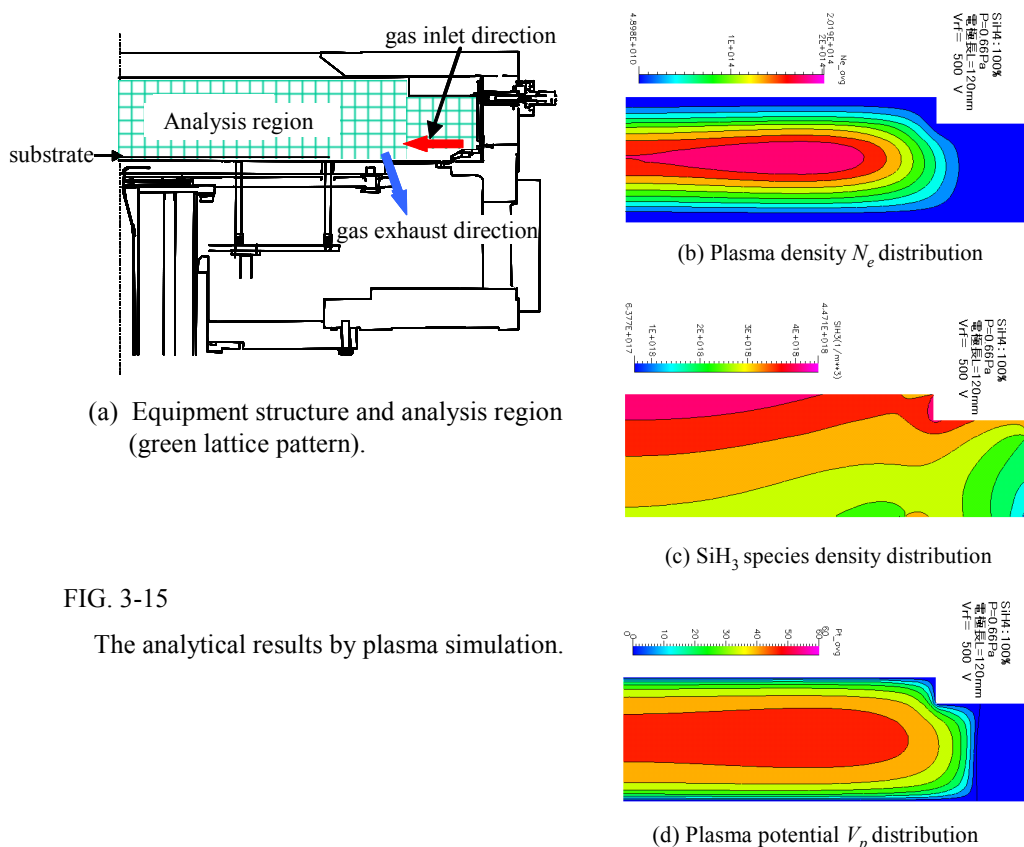 gas inlet direction
Analysis region
substrate
gas exhaust direction
(a) Equipment structure and analysis region
(green lattice pattern).
FIG. 3-15
The analytical results by plasma simulation.
SiH4:100%
P=0.66Pa
電極長L=120mm
Vrf= 500 V
Ne_avg
2.019E+014
2E+014
1E+014
4.898E+010
(b) Plasma density Ne distribution
SiH4:100%
P=0.66Pa
電極長L=120mm
Vrf= 500 V
SiH3(1/m**3)
4.471E+018
4E+018
3E+018
2E+018
1E+018
6.377E+017
(c) SiH3 species density distribution
SiH4:100%
P=0.66Pa
電極長L=120mm
Vrf= 500 V
Pt_avg
60
60
50
40
30
20
10
0
(d) Plasma potential Vp distribution